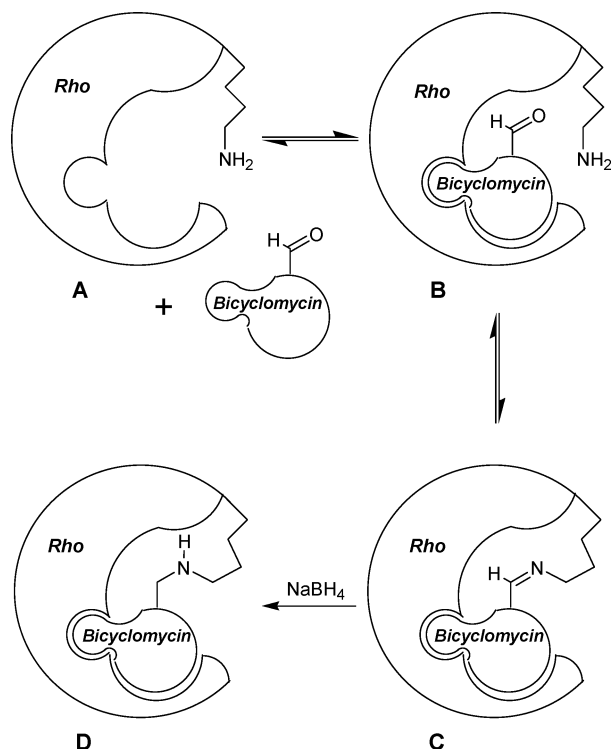 Rho
NH2
A
+
H
O
Bicyclomycin
Rho
H
O
NH2
Bicyclomycin
B
Rho
H
N
Bicyclomycin
D
NaBH4
Rho
H
N
Bicyclomycin
C